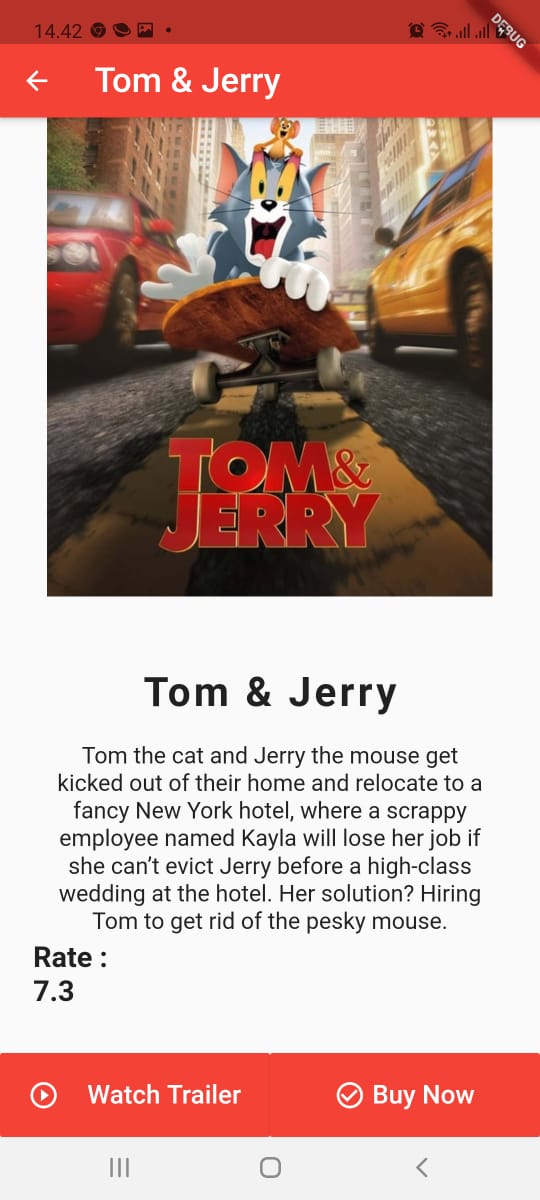 14.42
DEBUG
Tom & Jerry
TOM&
JERRY
Tom & Jerry
Tom the cat and Jerry the mouse get
kicked out of their home and relocate to a
fancy New York hotel, where a scrappy
employee named Kayla will lose her job if
she can’t evict Jerry before a high-class
wedding at the hotel. Her solution? Hiring
Tom to get rid of the pesky mouse.
Rate :
7.3
Watch Trailer
Buy Now